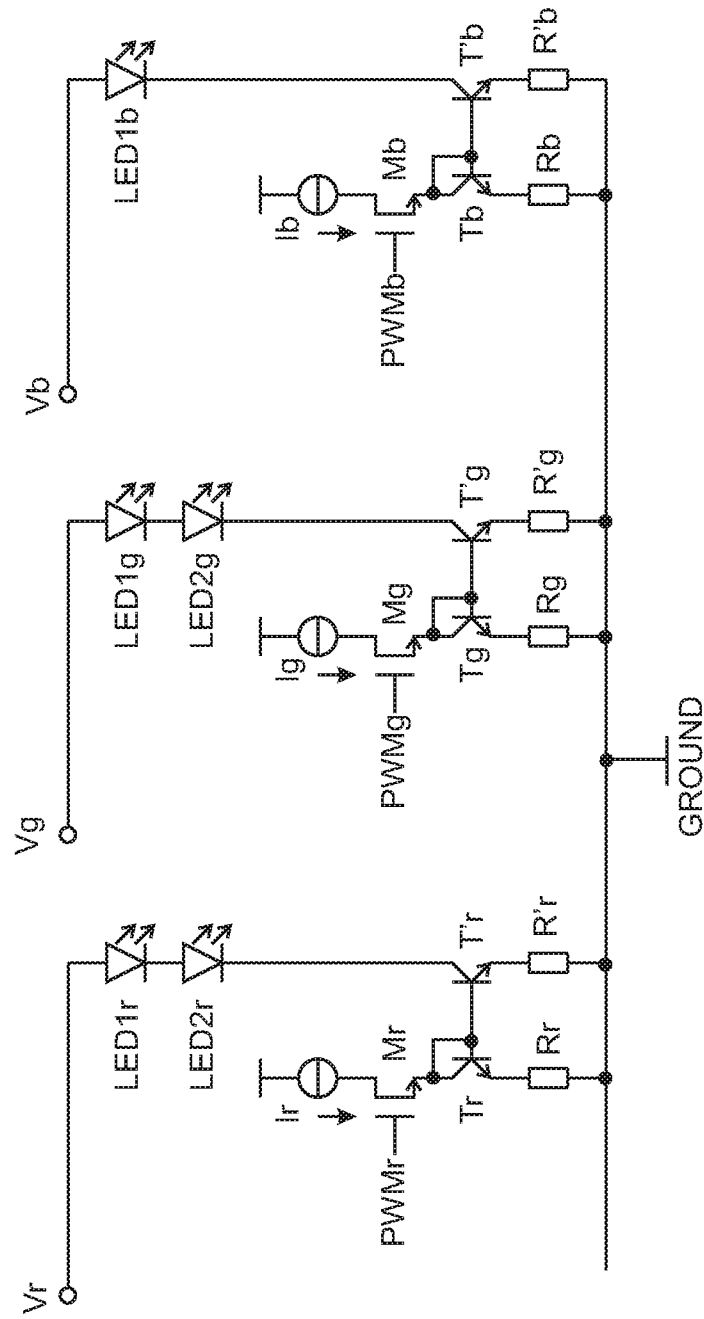 Vr
LED1r
LED2r
Ir
PWMr
Mr
Tr
T'r
Rr
R'r
Vg
LED1g
LED2g
Ig
PWMg
Mg
Tg
T'g
Rg
R'g
GROUND
Vb
LED1b
Ib
PWMb
Mb
Tb
T'b
Rb
R'b